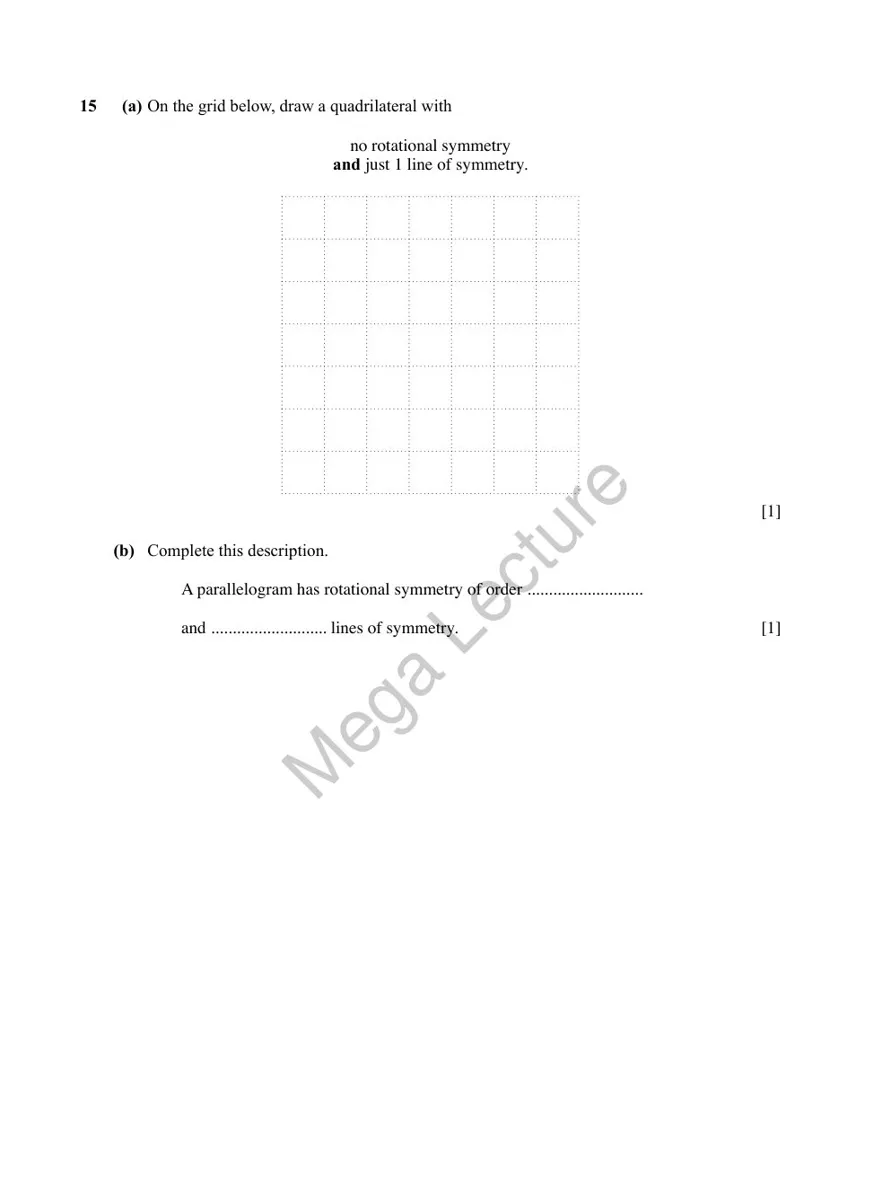 15 (a) On the grid below, draw a quadrilateral with
no rotational symmetry
and just 1 line of symmetry.
[1]
(b) Complete this description.
A parallelogram has rotational symmetry of order ...........................
and ........................... lines of symmetry. [1]
Mega Lecture